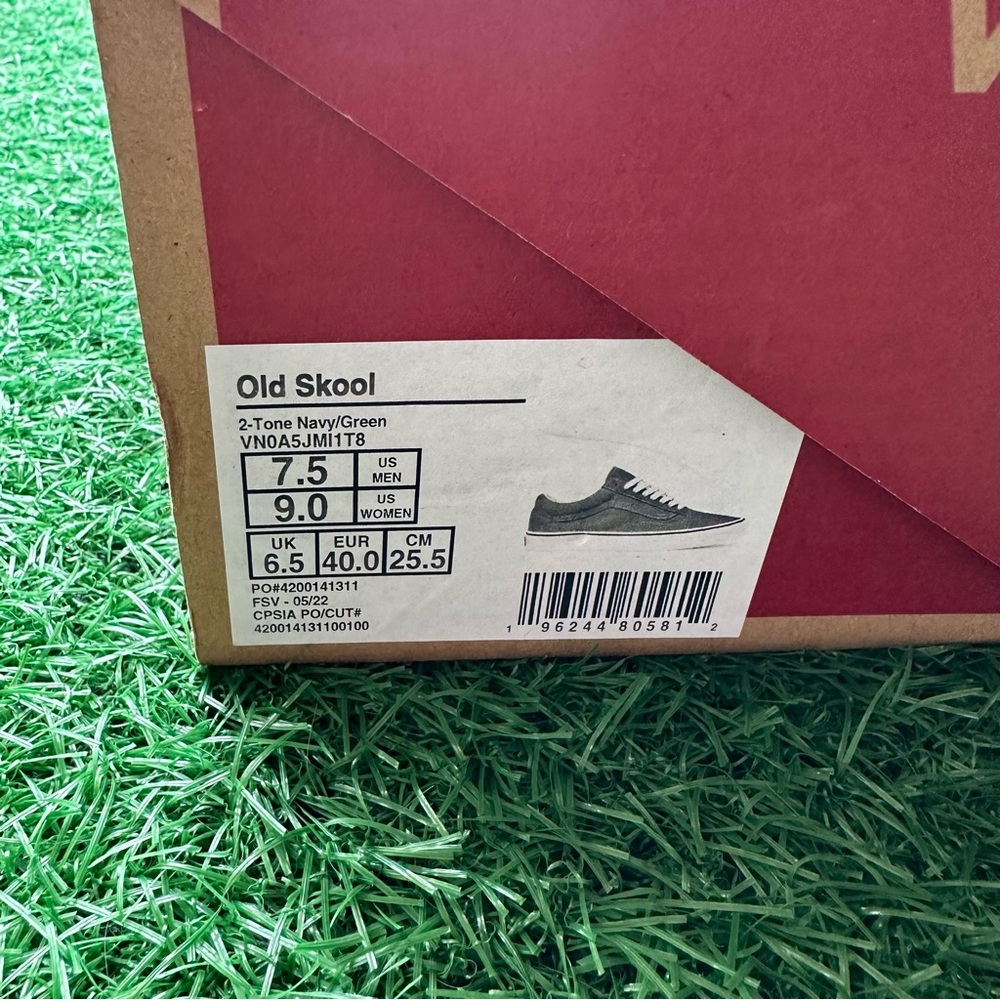 Old Skool
2-Tone Navy/Green
VN0A5JMI1T8
7.5 US MEN
9.0 US WOMEN
UK EUR CM
6.5 40.0 25.5
PO#4200141311
FSV - 05/22
CPSIA PO/CUT#
420014131100100
1 96244 80581 2